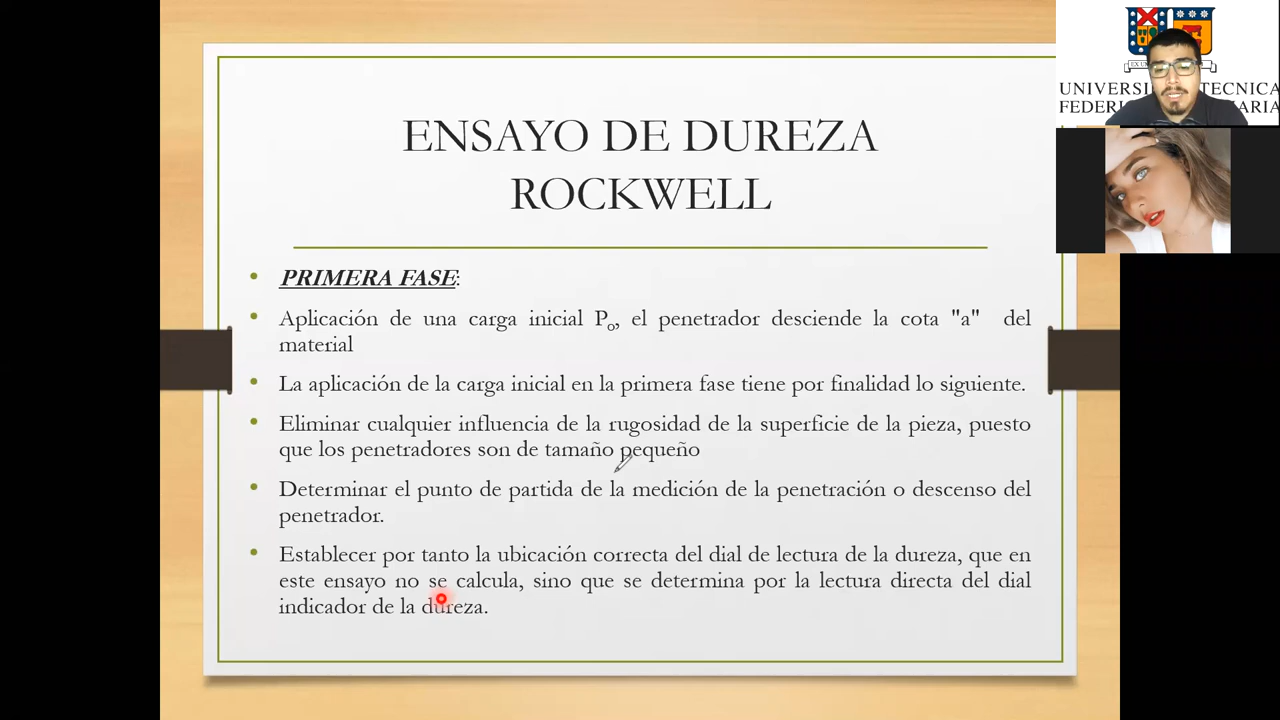 ENSAYO DE DUREZA
ROCKWELL
• PRIMERA FASE:
• Aplicación de una carga inicial Po, el penetrador desciende la cota "a" del
material
• La aplicación de la carga inicial en la primera fase tiene por finalidad lo siguiente.
• Eliminar cualquier influencia de la rugosidad de la superficie de la pieza, puesto
que los penetradores son de tamaño pequeño
• Determinar el punto de partida de la medición de la penetración o descenso del
penetrador.
• Establecer por tanto la ubicación correcta del dial de lectura de la dureza, que en
este ensayo no se calcula, sino que se determina por la lectura directa del dial
indicador de la dureza.
TECNICA